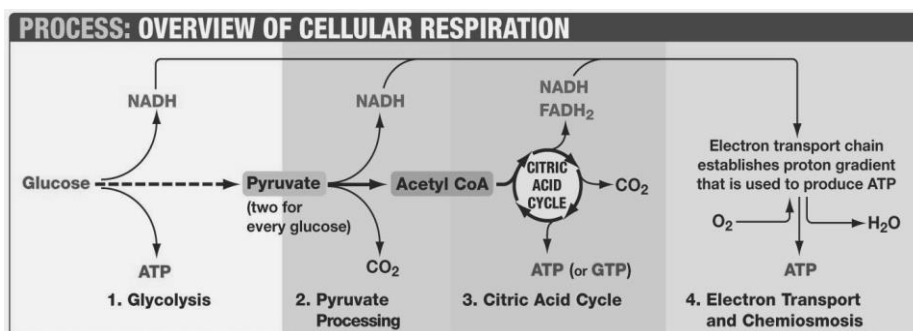 PROCESS: OVERVIEW OF CELLULAR RESPIRATION
NADH
NADH
NADH
FADH₂
Electron transport chain
establishes proton gradient
that is used to produce ATP
Glucose
Pyruvate
(two for
every glucose)
Acetyl CoA
CITRIC
ACID
CYCLE
CO₂
O₂
H₂O
ATP
CO₂
ATP (or GTP)
ATP
1. Glycolysis
2. Pyruvate
Processing
3. Citric Acid Cycle
4. Electron Transport
and Chemiosmosis